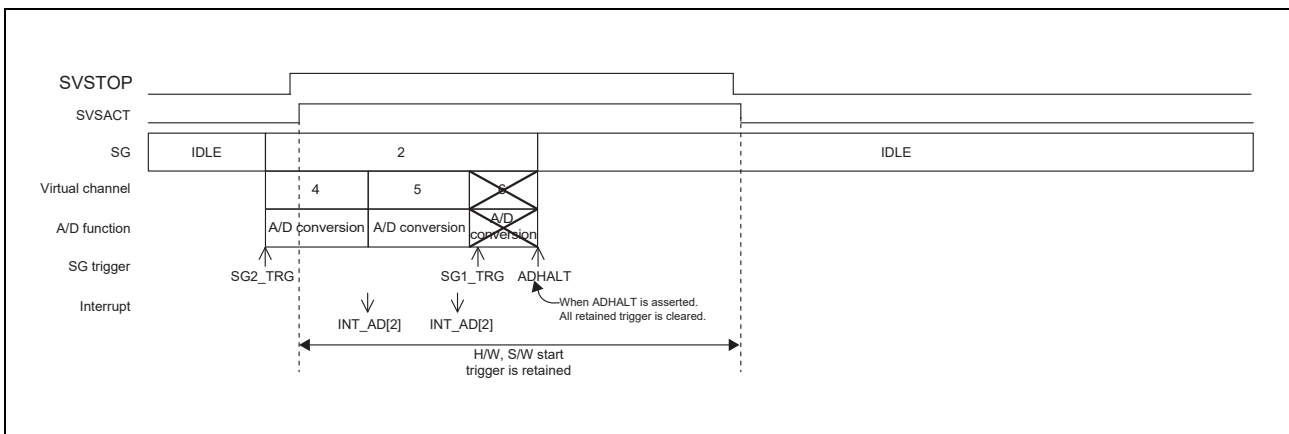 SVSTOP
SVSACT
SG IDLE 2 IDLE
Virtual channel 4 5 6
A/D function A/D conversion A/D conversion A/D
conversion
SG trigger
SG2_TRG SG1_TRG ADHALT
Interrupt
When ADHALT is asserted.
All retained trigger is cleared.
INT_AD[2] INT_AD[2]
H/W, S/W start
trigger is retained